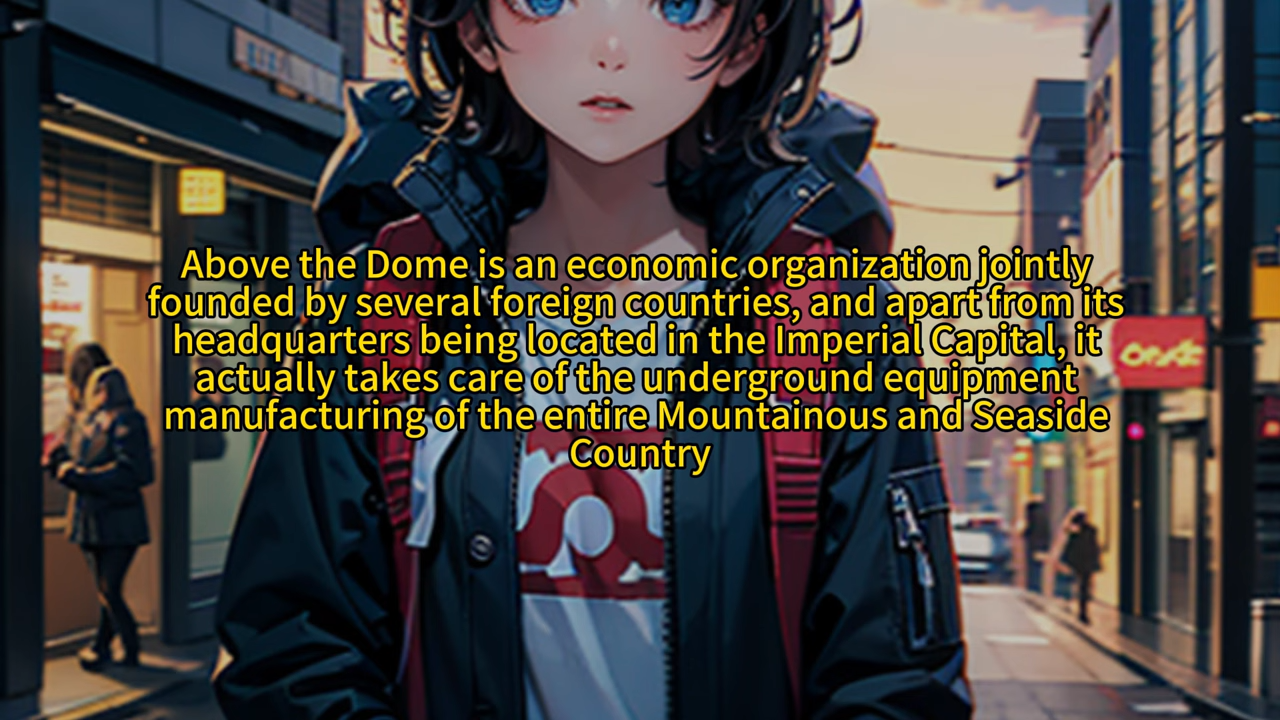 Above the Dome is an economic organization jointly
founded by several foreign countries, and apart from its
headquarters being located in the Imperial Capital, it
actually takes care of the underground equipment
manufacturing of the entire Mountainous and Seaside
Country